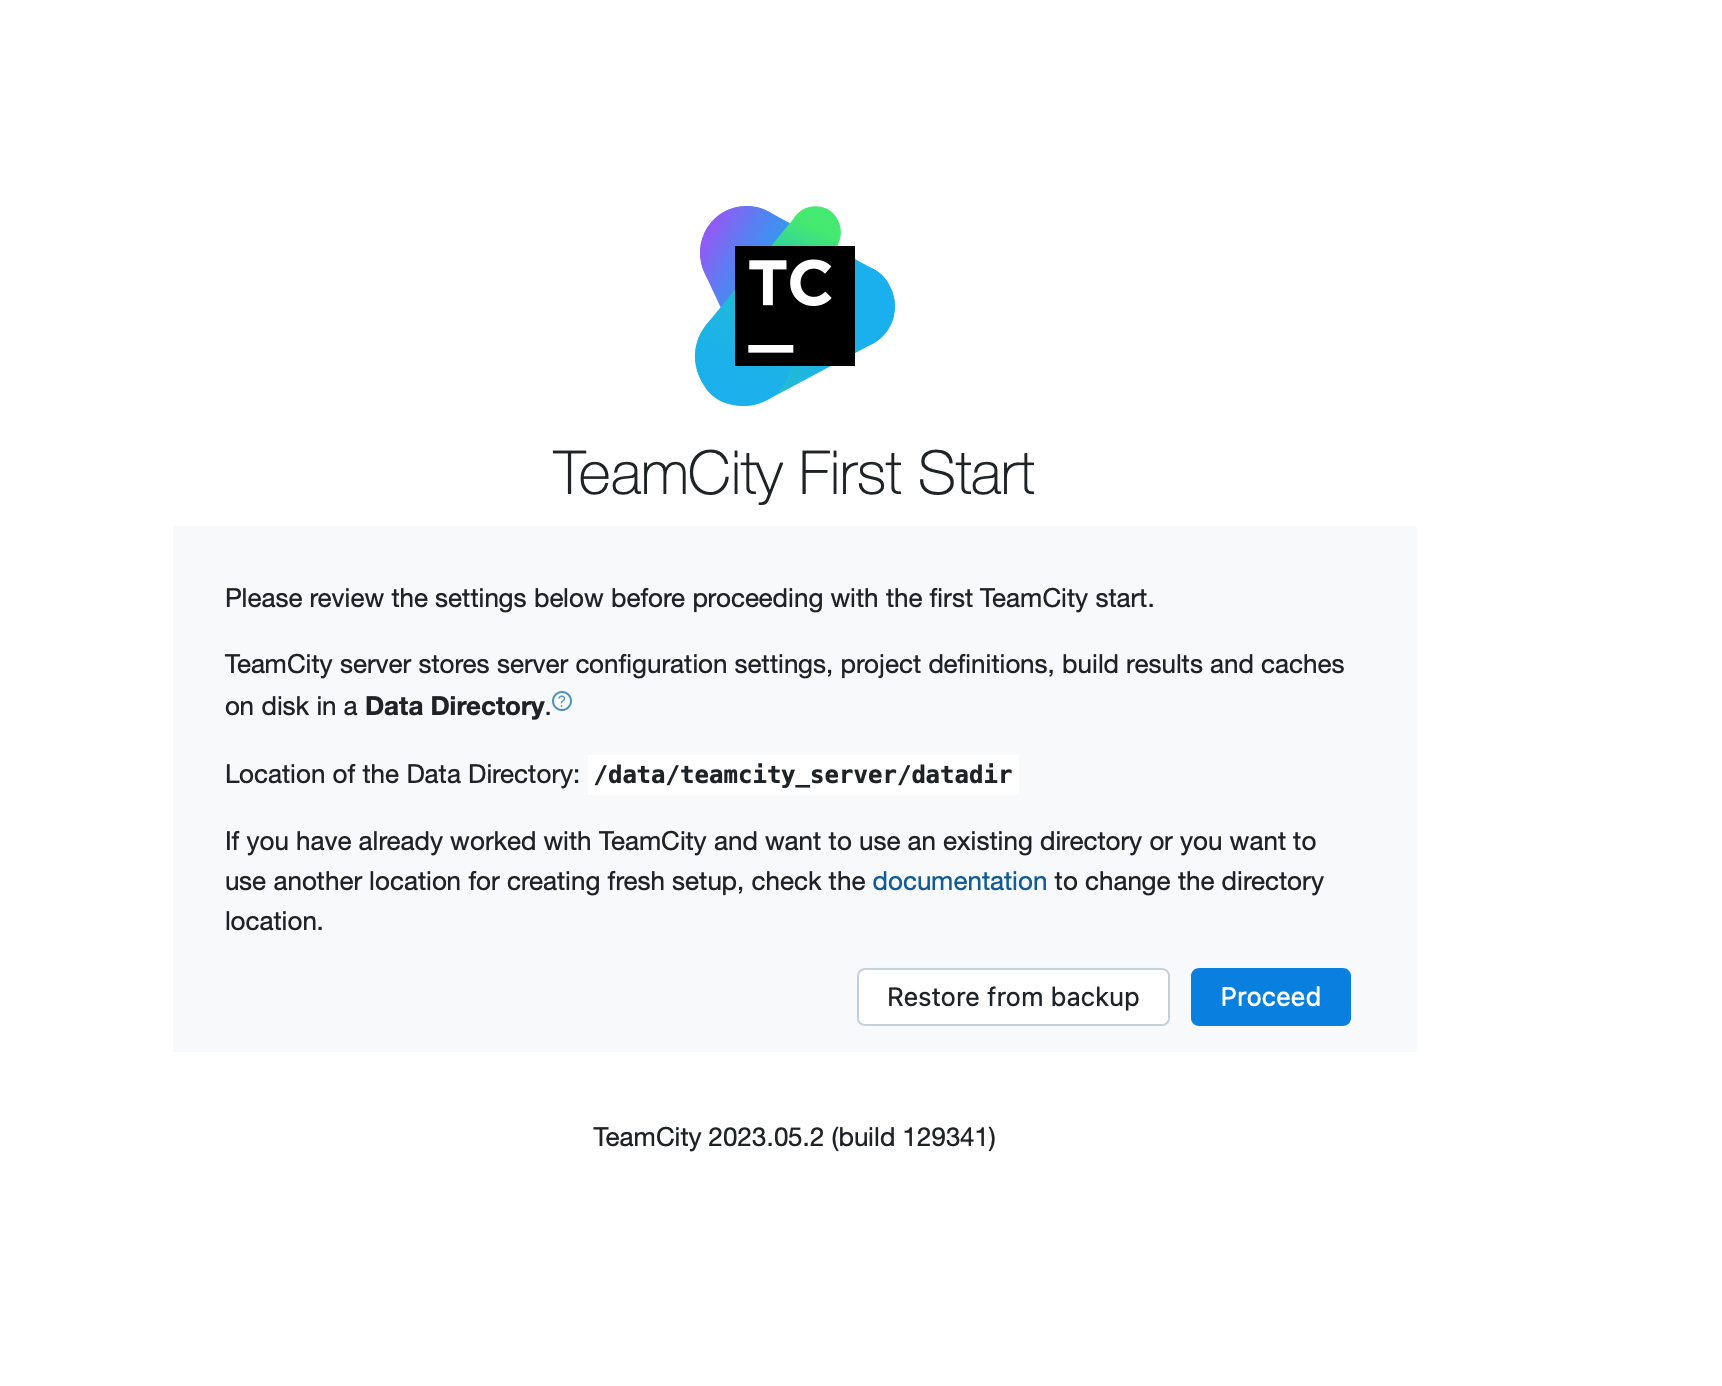 TC
TeamCity First Start
Please review the settings below before proceeding with the first TeamCity start.
TeamCity server stores server configuration settings, project definitions, build results and caches
on disk in a Data Directory.?
Location of the Data Directory: /data/teamcity_server/datadir
If you have already worked with TeamCity and want to use an existing directory or you want to
use another location for creating fresh setup, check the documentation to change the directory
location.
Restore from backup Proceed
TeamCity 2023.05.2 (build 129341)